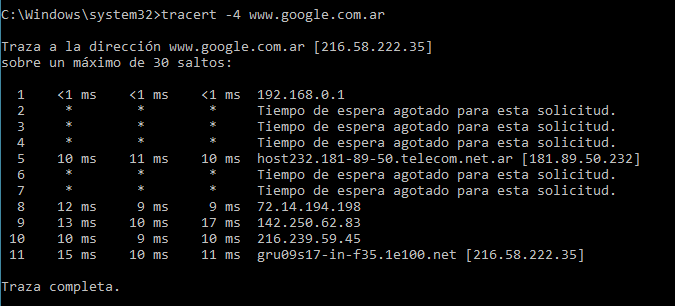 C:\Windows\system32>tracert -4 www.google.com.ar
Traza a la dirección www.google.com.ar [216.58.222.35]
sobre un máximo de 30 saltos:
1 <1 ms <1 ms <1 ms 192.168.0.1
2 * * * Tiempo de espera agotado para esta solicitud.
3 * * * Tiempo de espera agotado para esta solicitud.
4 * * * Tiempo de espera agotado para esta solicitud.
5 10 ms 11 ms 10 ms host232.181-89-50.telecom.net.ar [181.89.50.232]
6 * * * Tiempo de espera agotado para esta solicitud.
7 * * * Tiempo de espera agotado para esta solicitud.
8 12 ms 9 ms 9 ms 72.14.194.198
9 13 ms 10 ms 17 ms 142.250.62.83
10 10 ms 9 ms 10 ms 216.239.59.45
11 15 ms 10 ms 11 ms gru09s17-in-f35.1e100.net [216.58.222.35]
Traza completa.